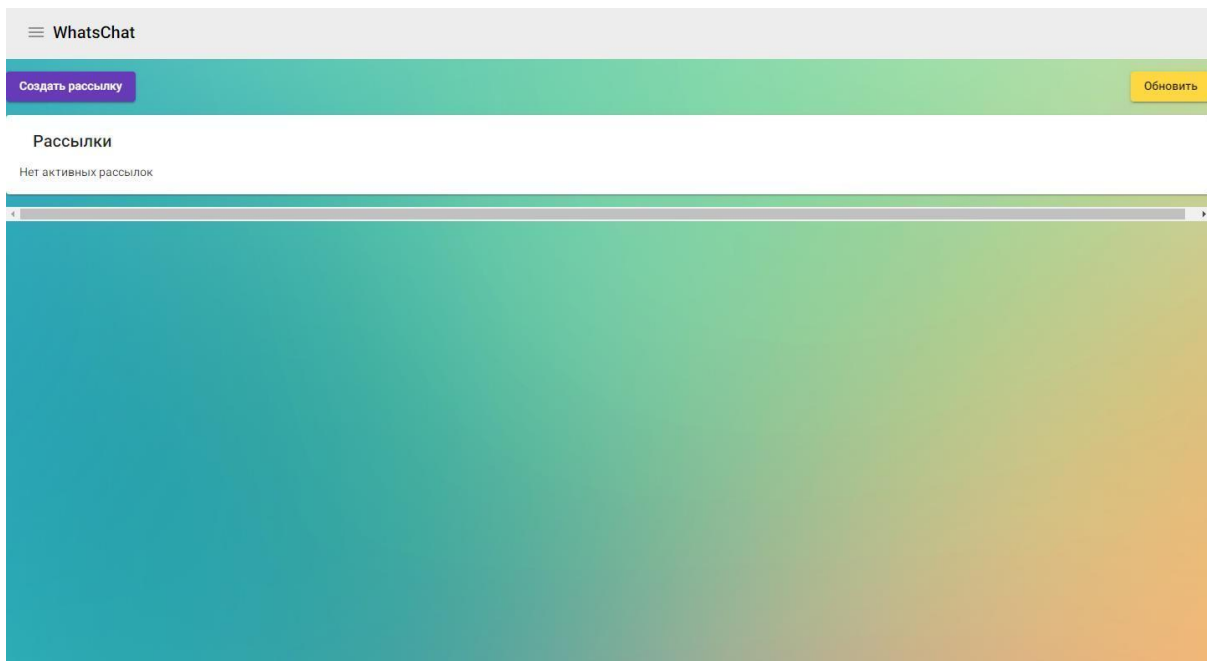 WhatsChat
Создать рассылку
Обновить
Рассылки
Нет активных рассылок